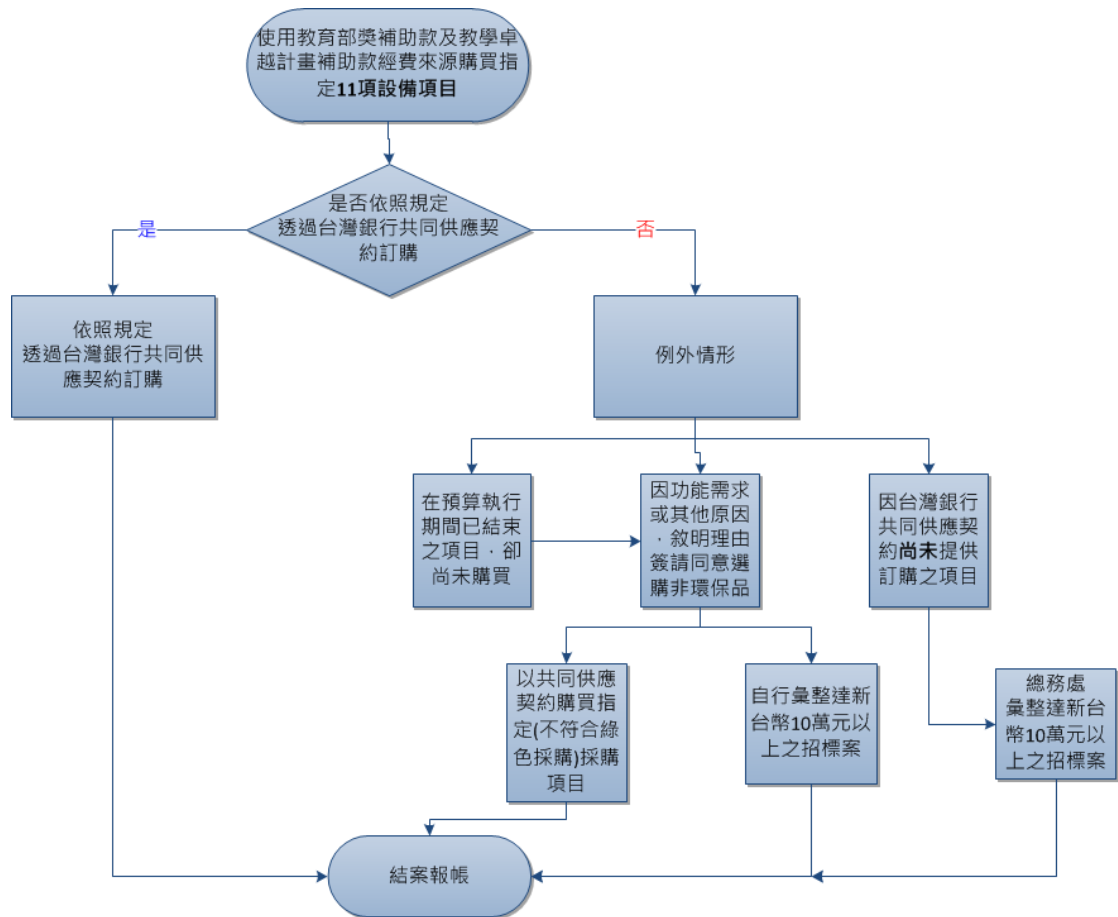 使用教育部獎補助款及教學卓
越計畫補助款經費來源購買指
定11項設備項目
是否依照規定
透過台灣銀行共同供應契
約訂購
是
否
依照規定
透過台灣銀行共同供
應契約訂購
例外情形
在預算執行
期間已結束
之項目，卻
尚未購買
因功能需求
或其他原因
，敘明理由
簽請同意選
購非環保品
因台灣銀行
共同供應契
約尚未提供
訂購之項目
以共同供應
契約購買指
定(不符合綠
色採購)採購
項目
自行彙整達新
台幣10萬元以
上之招標案
總務處
彙整達新台
幣10萬元以
上之招標案
結案報帳